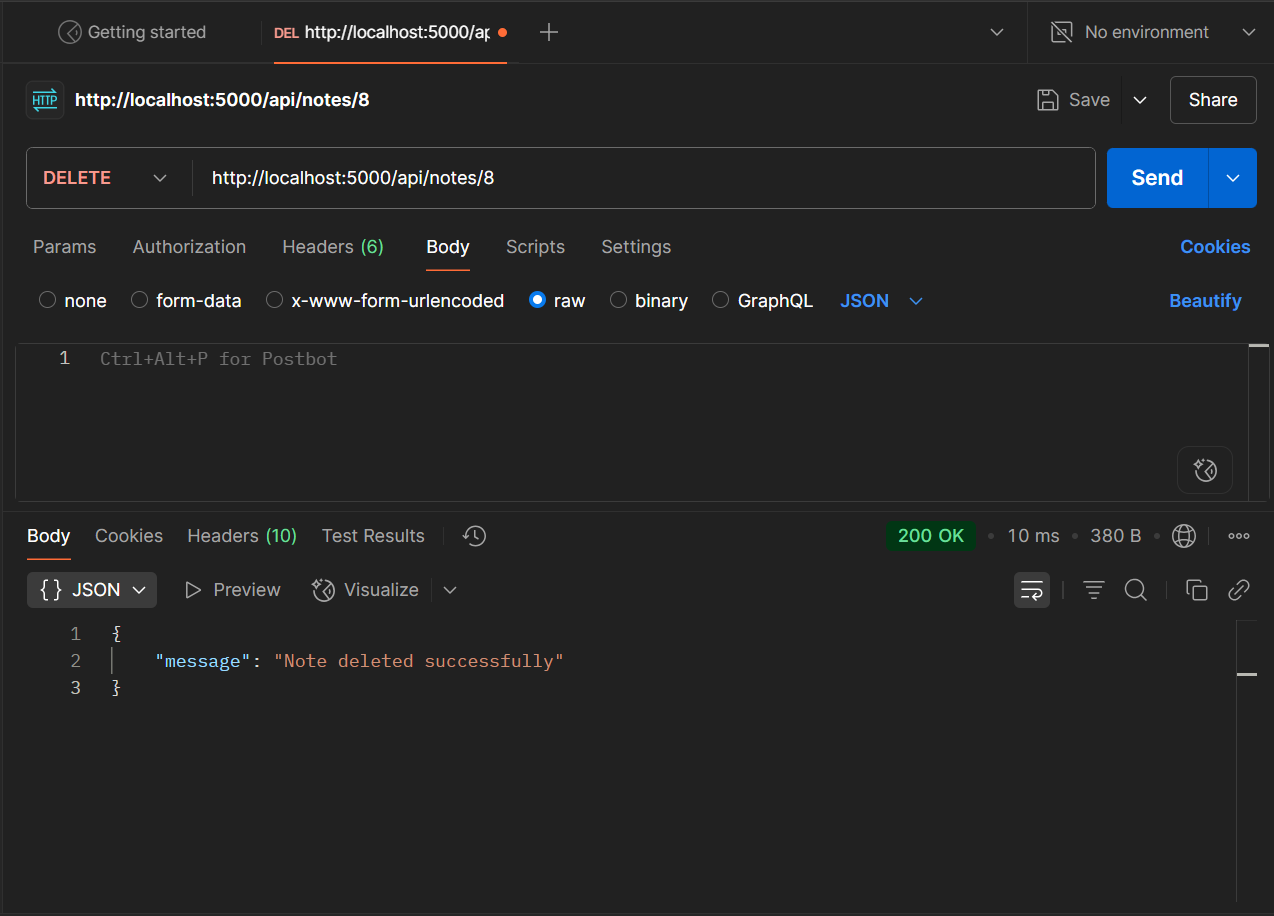 Getting started DEL http://localhost:5000/ap No environment
HTTP http://localhost:5000/api/notes/8 Save Share
DELETE http://localhost:5000/api/notes/8 Send
Params Authorization Headers (6) Body Scripts Settings Cookies
none form-data x-www-form-urlencoded raw binary GraphQL JSON Beautify
1 Ctrl+Alt+P for Postbot
Body Cookies Headers (10) Test Results 200 OK • 10 ms • 380 B •
{} JSON Preview Visualize
1 {
2 "message": "Note deleted successfully"
3 }